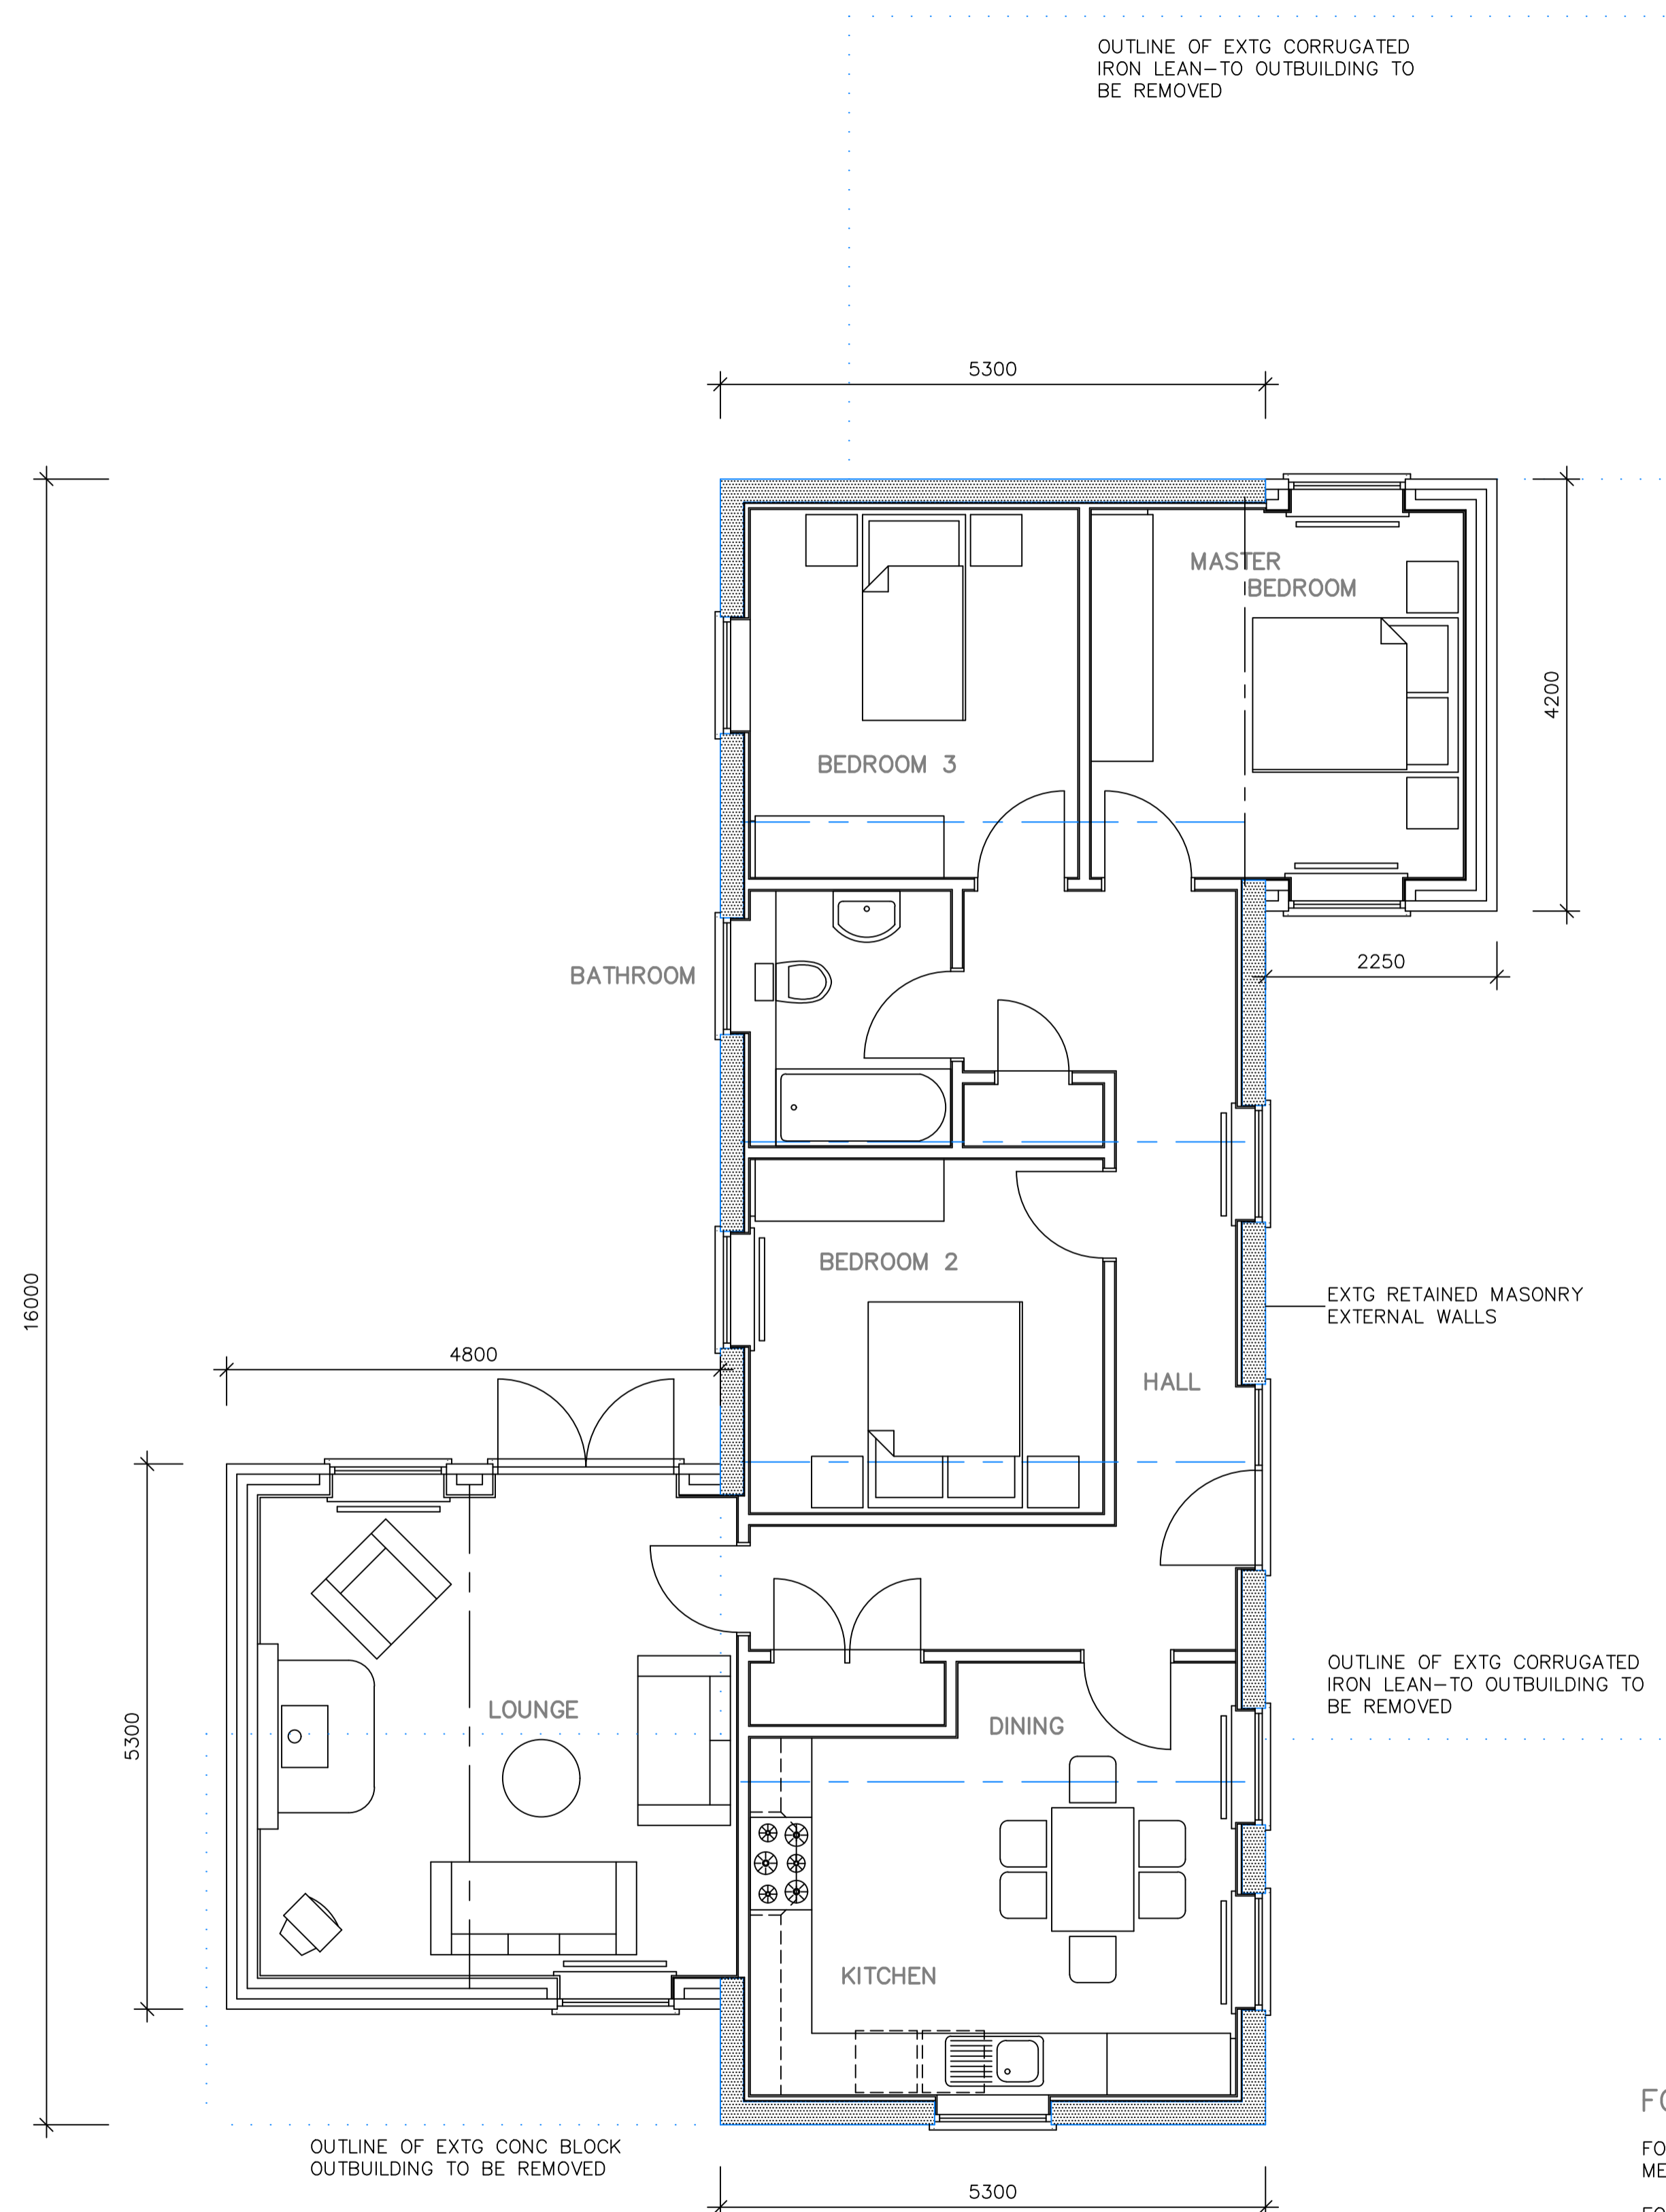 OUTLINE OF EXTG CORRUGATED
IRON LEAN-TO OUTBUILDING TO
BE REMOVED
5300
MASTER
BEDROOM
4200
BEDROOM 3
BATHROOM
2250
BEDROOM 2
16000
EXTG RETAINED MASONRY
EXTERNAL WALLS
4800
HALL
OUTLINE OF EXTG CORRUGATED
IRON LEAN-TO OUTBUILDING TO
BE REMOVED
LOUNGE
DINING
5300
KITCHEN
OUTLINE OF EXTG CONC BLOCK
OUTBUILDING TO BE REMOVED
5300
FO
ME